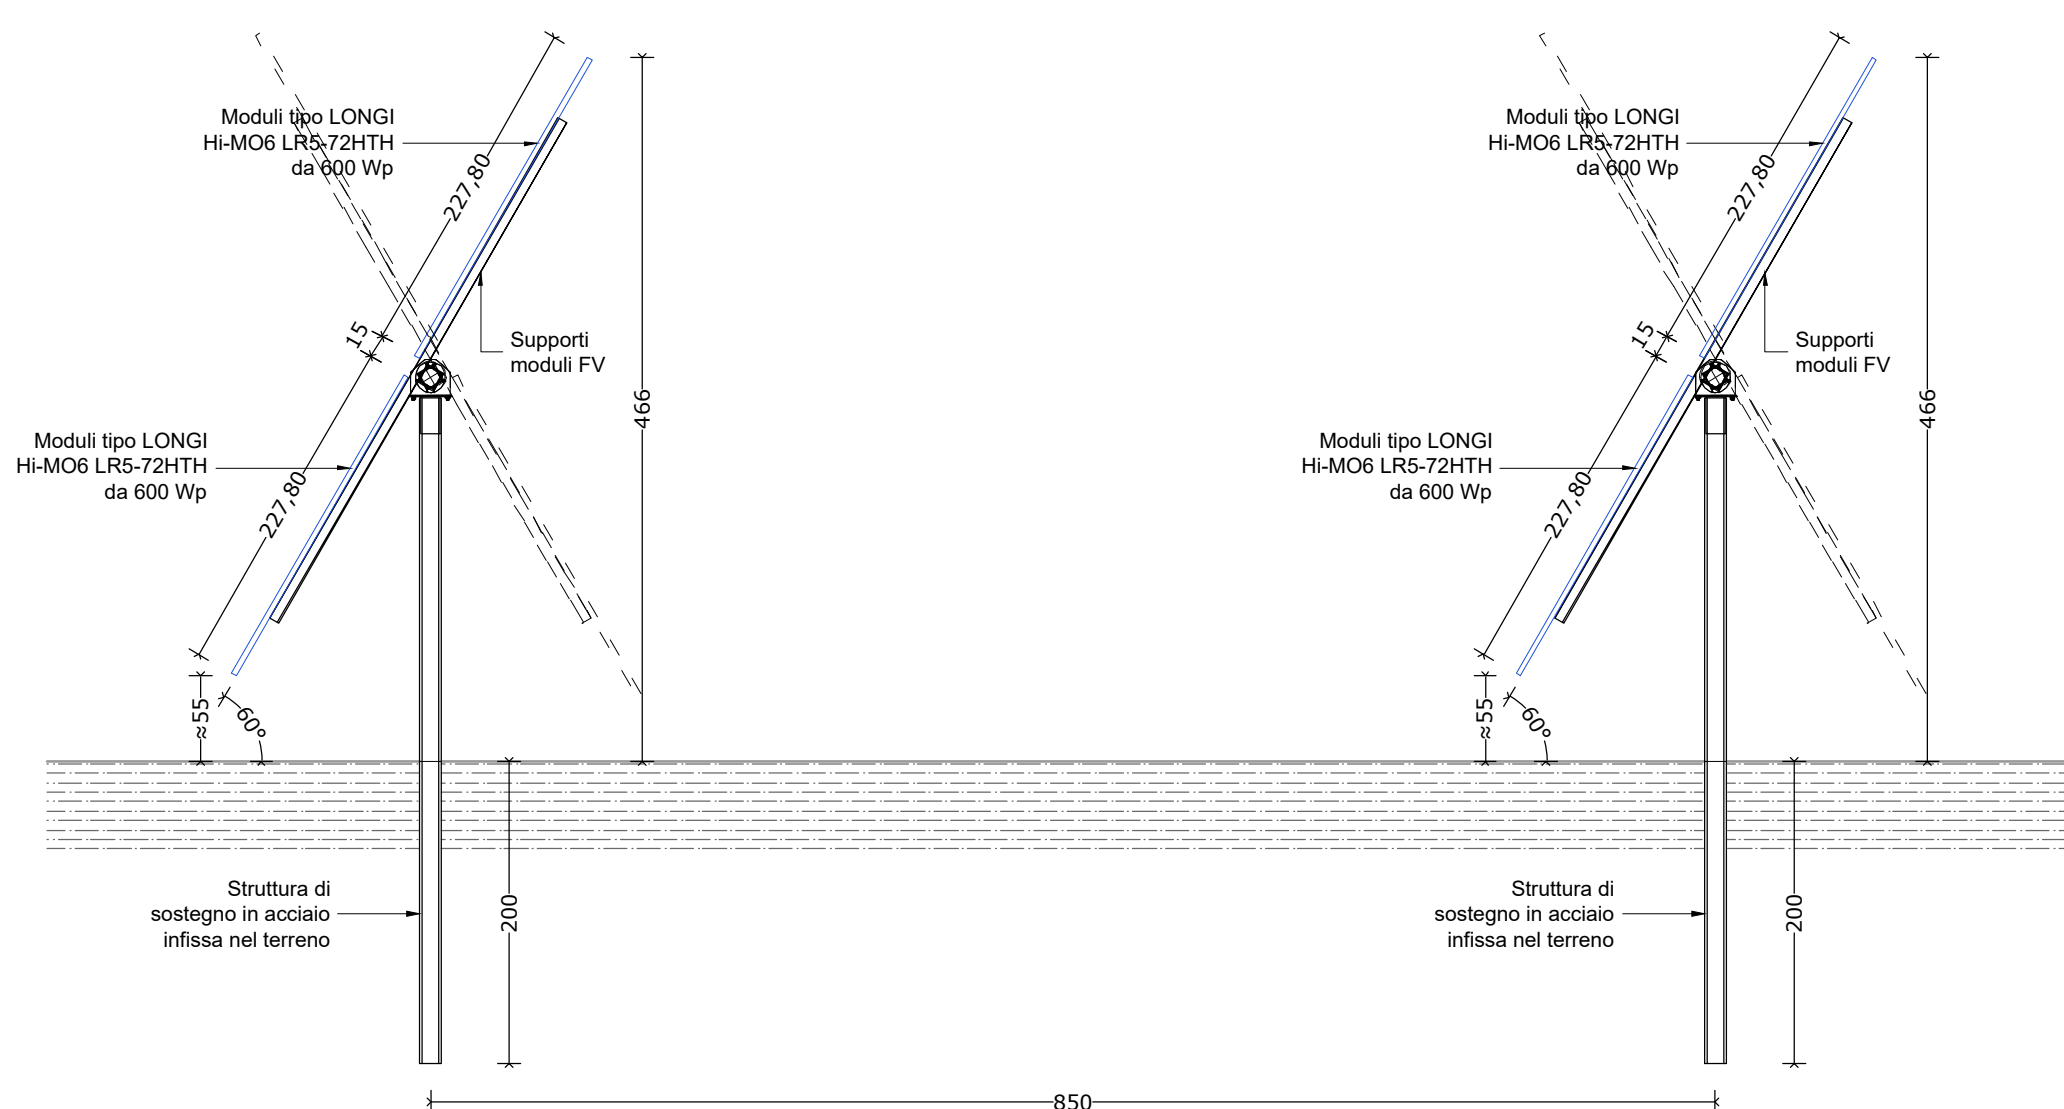 Moduli tipo LONGI
Hi-MO6 LR5-72HTH
da 600 Wp
227,80
15
Supporti
moduli FV
466
Moduli tipo LONGI
Hi-MO6 LR5-72HTH
da 600 Wp
227,80
≈55
60°
Struttura di
sostegno in acciaio
infissa nel terreno
200
Moduli tipo LONGI
Hi-MO6 LR5-72HTH
da 600 Wp
227,80
15
Supporti
moduli FV
466
Moduli tipo LONGI
Hi-MO6 LR5-72HTH
da 600 Wp
227,80
≈55
60°
Struttura di
sostegno in acciaio
infissa nel terreno
200
850